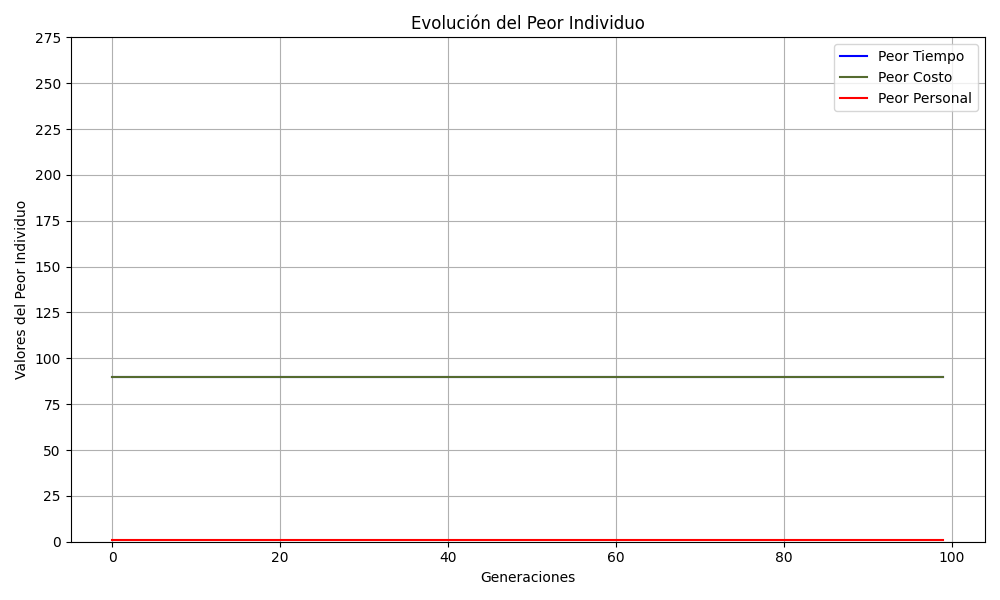 Evolución del Peor Individuo
Peor Tiempo
Peor Costo
Peor Personal
275
250
225
200
175
150
125
100
75
50
25
0
Valores del Peor Individuo
0 20 40 60 80 100
Generaciones